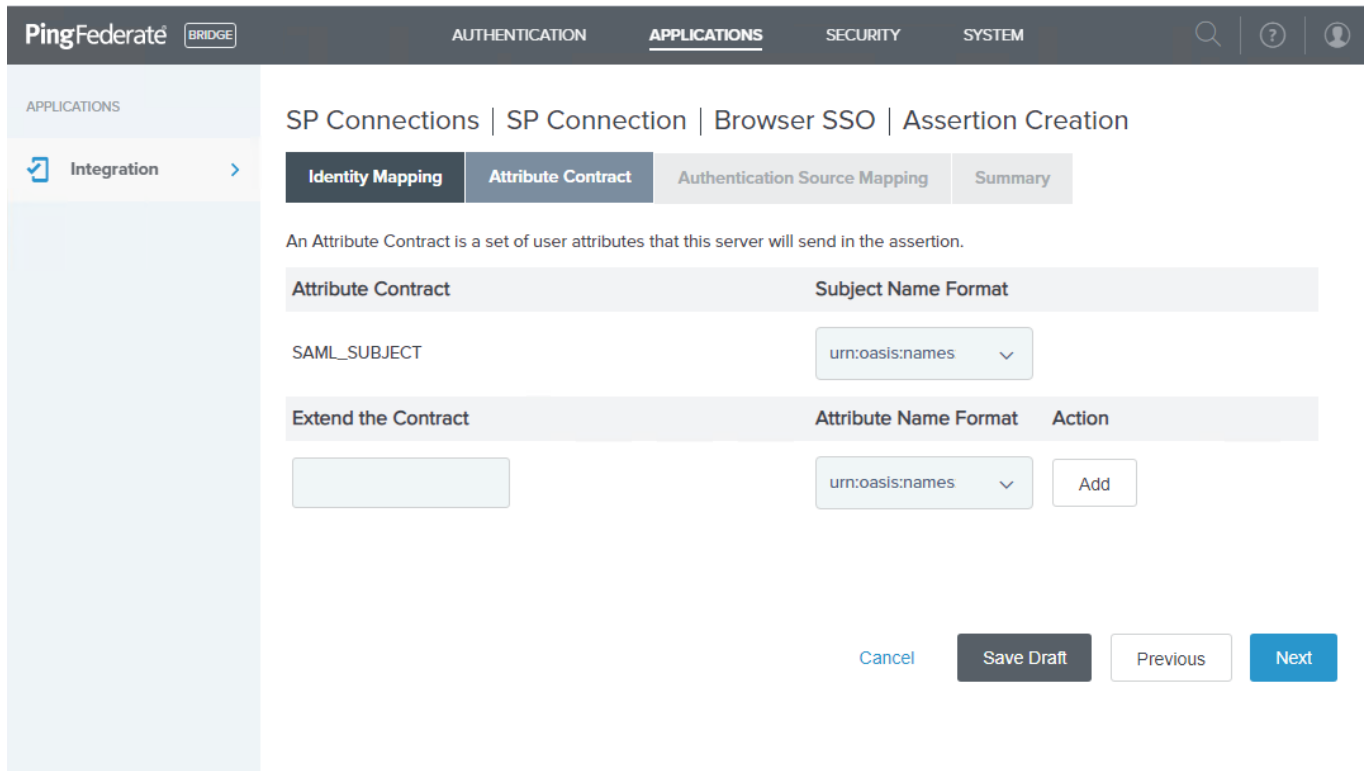 PingFederate BRIDGE AUTHENTICATION APPLICATIONS SECURITY SYSTEM ?
APPLICATIONS
SP Connections | SP Connection | Browser SSO | Assertion Creation
Integration
Identity Mapping Attribute Contract Authentication Source Mapping Summary
An Attribute Contract is a set of user attributes that this server will send in the assertion.
Attribute Contract Subject Name Format
SAML_SUBJECT urn:oasis:names
Extend the Contract Attribute Name Format Action
urn:oasis:names Add
Cancel Save Draft Previous Next